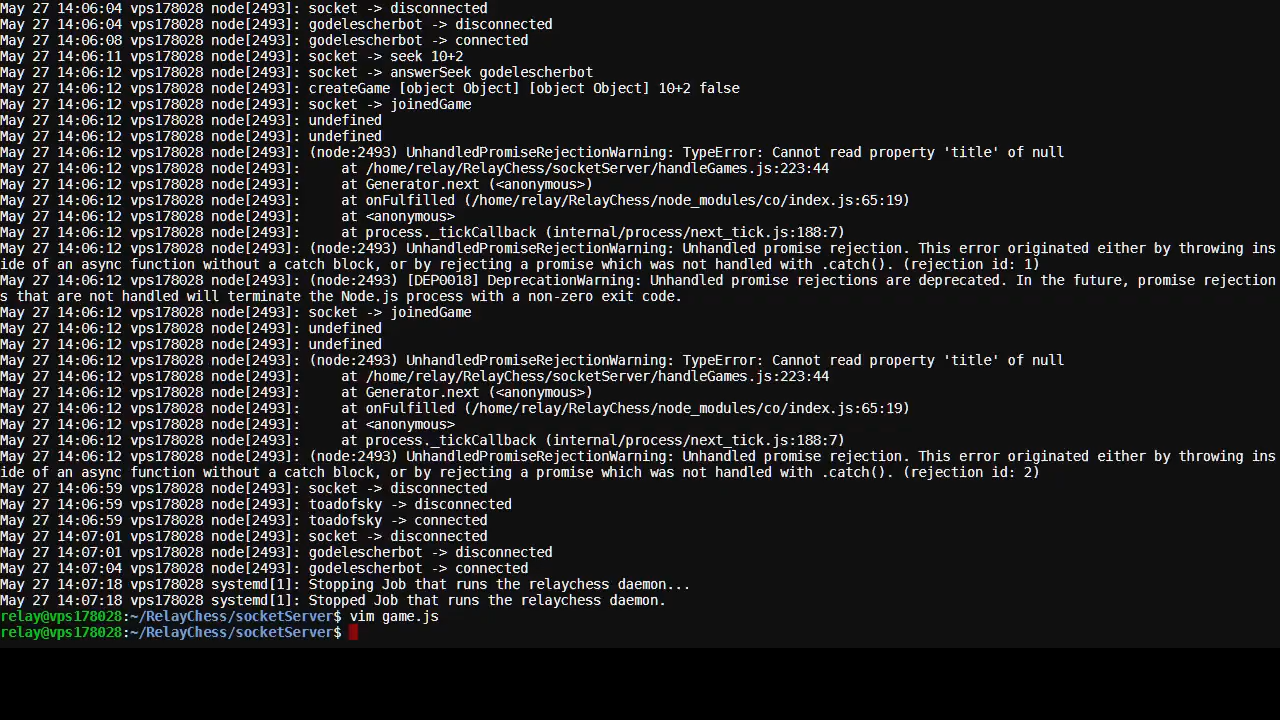 May 27 14:06:04 vps178028 node[2493]: socket -> disconnected
May 27 14:06:04 vps178028 node[2493]: godelescherbot -> disconnected
May 27 14:06:08 vps178028 node[2493]: godelescherbot -> connected
May 27 14:06:11 vps178028 node[2493]: socket -> seek 10+2
May 27 14:06:12 vps178028 node[2493]: socket -> answerSeek godelescherbot
May 27 14:06:12 vps178028 node[2493]: createGame [object Object] [object Object] 10+2 false
May 27 14:06:12 vps178028 node[2493]: socket -> joinedGame
May 27 14:06:12 vps178028 node[2493]: undefined
May 27 14:06:12 vps178028 node[2493]: undefined
May 27 14:06:12 vps178028 node[2493]: (node:2493) UnhandledPromiseRejectionWarning: TypeError: Cannot read property 'title' of null
May 27 14:06:12 vps178028 node[2493]:     at /home/relay/RelayChess/socketServer/handleGames.js:223:44
May 27 14:06:12 vps178028 node[2493]:     at Generator.next (<anonymous>)
May 27 14:06:12 vps178028 node[2493]:     at onFulfilled (/home/relay/RelayChess/node_modules/co/index.js:65:19)
May 27 14:06:12 vps178028 node[2493]:     at <anonymous>
May 27 14:06:12 vps178028 node[2493]:     at process._tickCallback (internal/process/next_tick.js:188:7)
May 27 14:06:12 vps178028 node[2493]: (node:2493) UnhandledPromiseRejectionWarning: Unhandled promise rejection. This error originated either by throwing ins
ide of an async function without a catch block, or by rejecting a promise which was not handled with .catch(). (rejection id: 1)
May 27 14:06:12 vps178028 node[2493]: (node:2493) [DEP0018] DeprecationWarning: Unhandled promise rejections are deprecated. In the future, promise rejection
s that are not handled will terminate the Node.js process with a non-zero exit code.
May 27 14:06:12 vps178028 node[2493]: socket -> joinedGame
May 27 14:06:12 vps178028 node[2493]: undefined
May 27 14:06:12 vps178028 node[2493]: undefined
May 27 14:06:12 vps178028 node[2493]: (node:2493) UnhandledPromiseRejectionWarning: TypeError: Cannot read property 'title' of null
May 27 14:06:12 vps178028 node[2493]:     at /home/relay/RelayChess/socketServer/handleGames.js:223:44
May 27 14:06:12 vps178028 node[2493]:     at Generator.next (<anonymous>)
May 27 14:06:12 vps178028 node[2493]:     at onFulfilled (/home/relay/RelayChess/node_modules/co/index.js:65:19)
May 27 14:06:12 vps178028 node[2493]:     at <anonymous>
May 27 14:06:12 vps178028 node[2493]:     at process._tickCallback (internal/process/next_tick.js:188:7)
May 27 14:06:12 vps178028 node[2493]: (node:2493) UnhandledPromiseRejectionWarning: Unhandled promise rejection. This error originated either by throwing ins
ide of an async function without a catch block, or by rejecting a promise which was not handled with .catch(). (rejection id: 2)
May 27 14:06:59 vps178028 node[2493]: socket -> disconnected
May 27 14:06:59 vps178028 node[2493]: toadofsky -> disconnected
May 27 14:06:59 vps178028 node[2493]: toadofsky -> connected
May 27 14:07:01 vps178028 node[2493]: socket -> disconnected
May 27 14:07:01 vps178028 node[2493]: godelescherbot -> disconnected
May 27 14:07:04 vps178028 node[2493]: godelescherbot -> connected
May 27 14:07:18 vps178028 systemd[1]: Stopping Job that runs the relaychess daemon...
May 27 14:07:18 vps178028 systemd[1]: Stopped Job that runs the relaychess daemon.
relay@vps178028:~/RelayChess/socketServer$ vim game.js
relay@vps178028:~/RelayChess/socketServer$